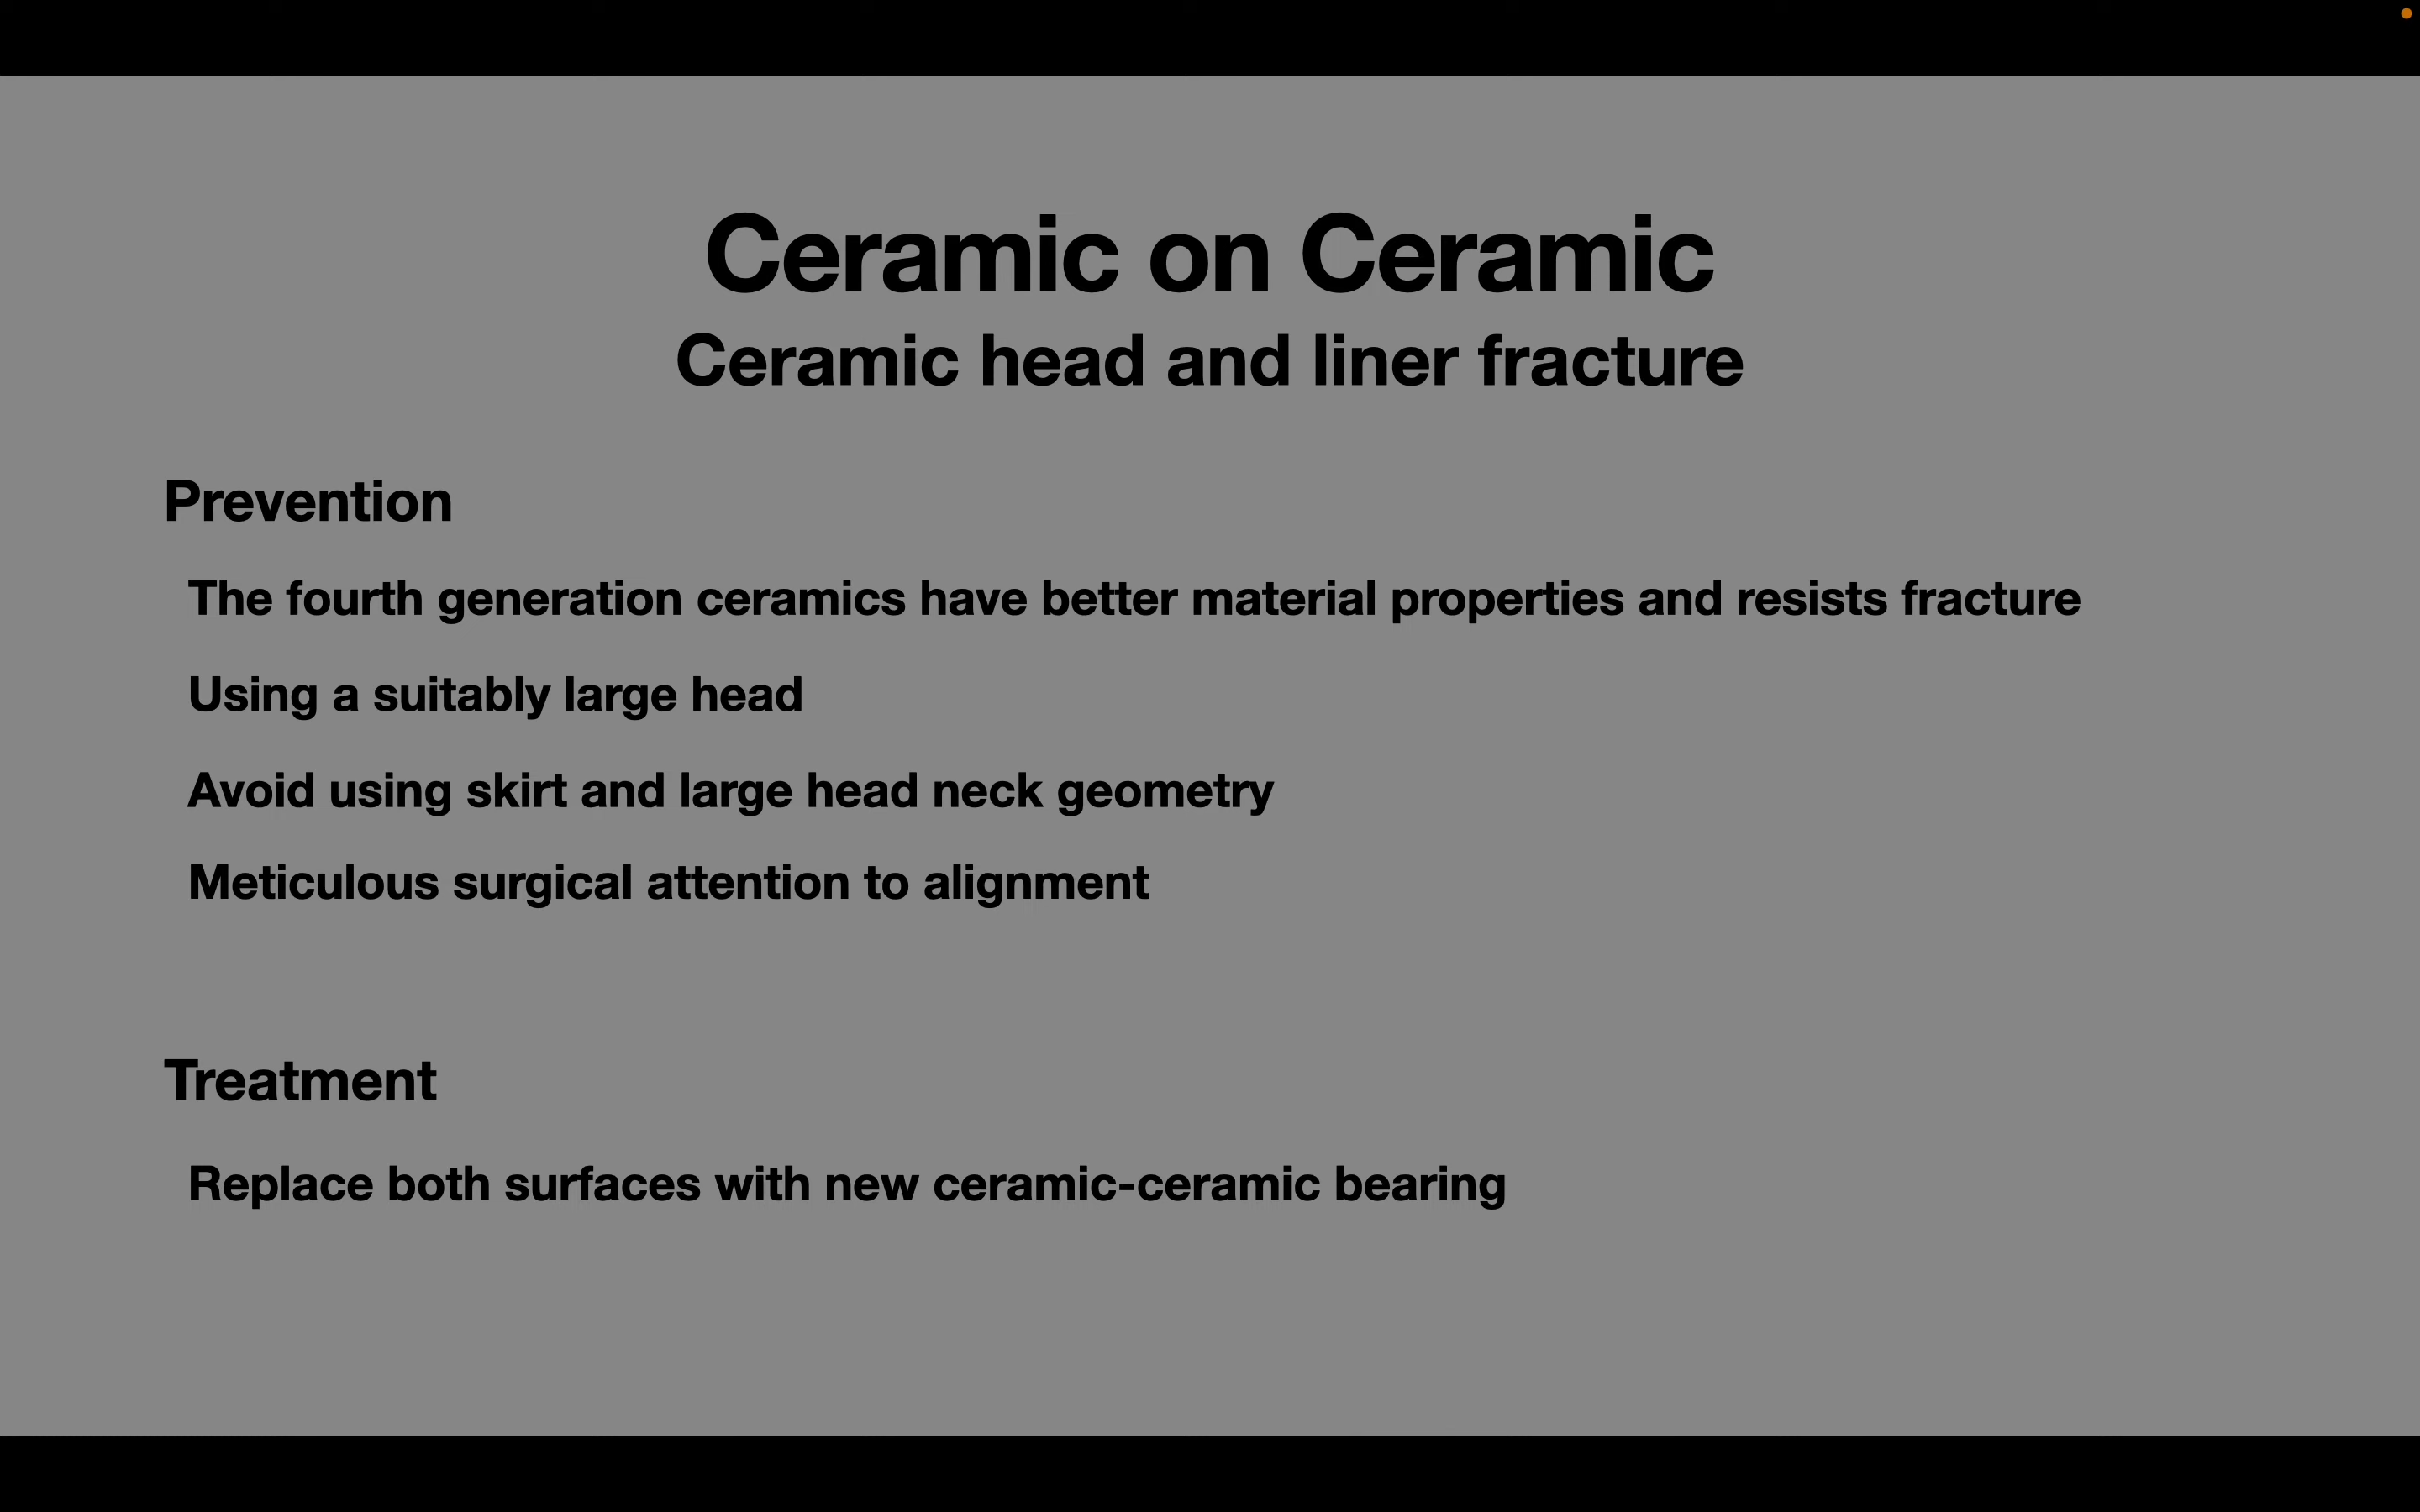 Ceramic on Ceramic
Ceramic head and liner fracture
Prevention
The fourth generation ceramics have better material properties and resists fracture
Using a suitably large head
Avoid using skirt and large head neck geometry
Meticulous surgical attention to alignment
Treatment
Replace both surfaces with new ceramic-ceramic bearing